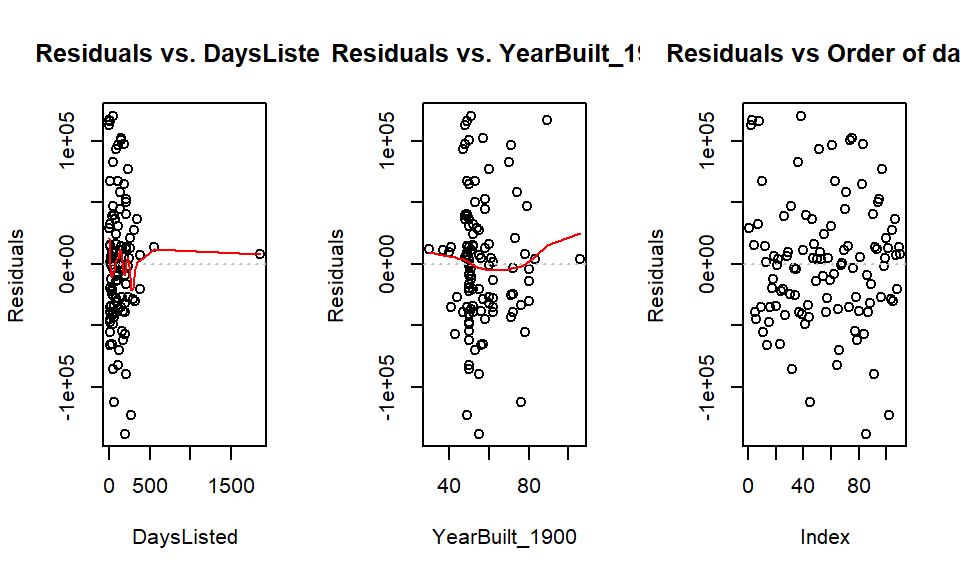 Residuals vs. DaysListe
Residuals
-1e+05 0e+00 1e+05
0 500 1500
DaysListed
Residuals vs. YearBuilt_19
Residuals
-1e+05 0e+00 1e+05
40 80
YearBuilt_1900
Residuals vs Order of da
Residuals
-1e+05 0e+00 1e+05
0 40 80
Index